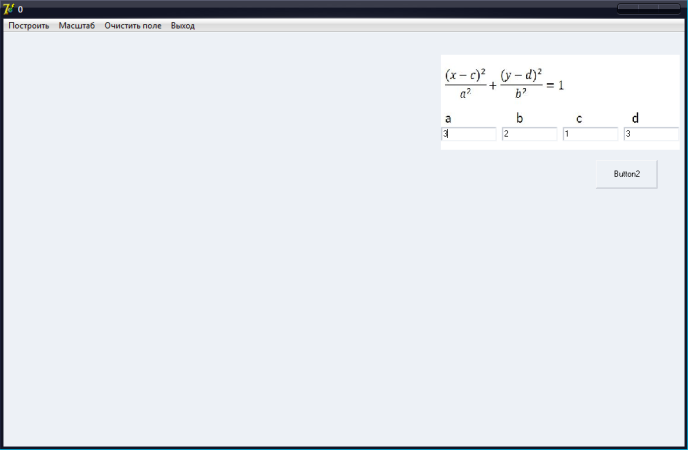 0
Построить Масштаб Очистить поле Выход
(x − c)²/a² + (y − d)²/b² = 1
a b c d
3 2 1 3
Button2